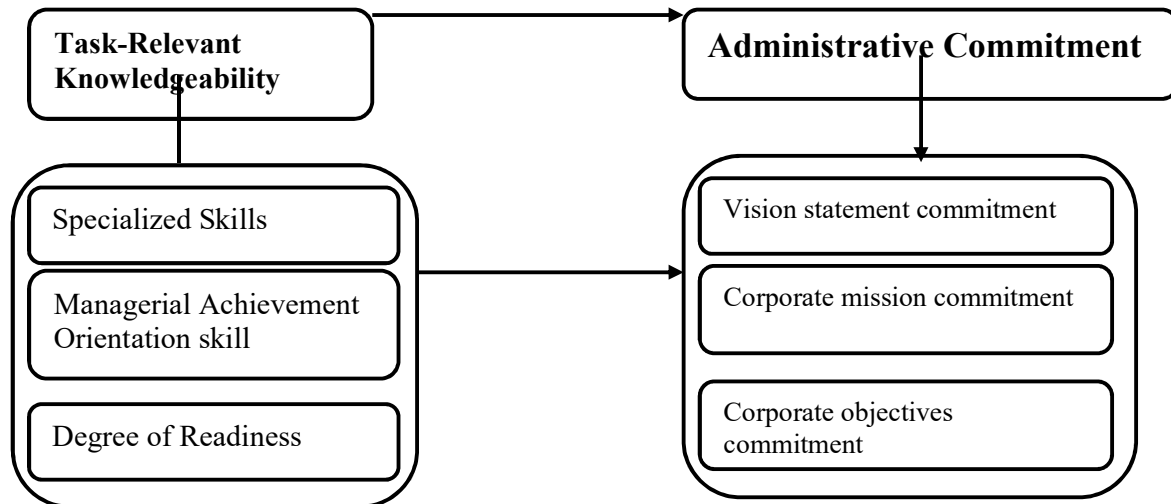 Task-Relevant
Knowledgeability
Administrative Commitment
Specialized Skills
Managerial Achievement
Orientation skill
Degree of Readiness
Vision statement commitment
Corporate mission commitment
Corporate objectives
commitment